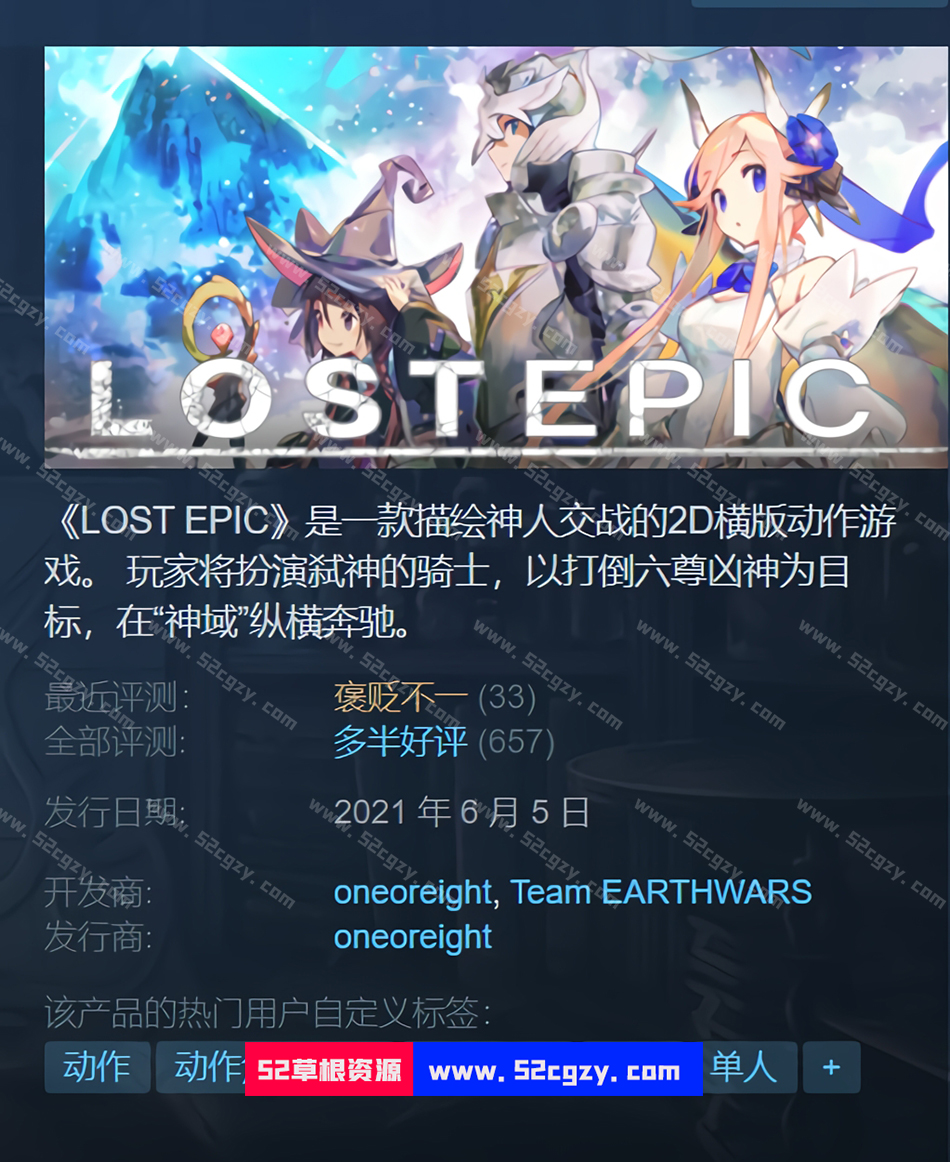 LOST EPIC
《LOST EPIC》是一款描绘神人交战的2D横版动作游
戏。 玩家将扮演弑神的骑士，以打倒六尊凶神为目
标，在“神域”纵横奔驰。
最近评测: 褒贬不一 (33)
全部评测: 多半好评 (657)
发行日期: 2021 年 6 月 5 日
开发商: oneoreight, Team EARTHWARS
发行商: oneoreight
该产品的热门用户自定义标签:
动作 动作 52草根资源 www.52cgzy.com 单人 +